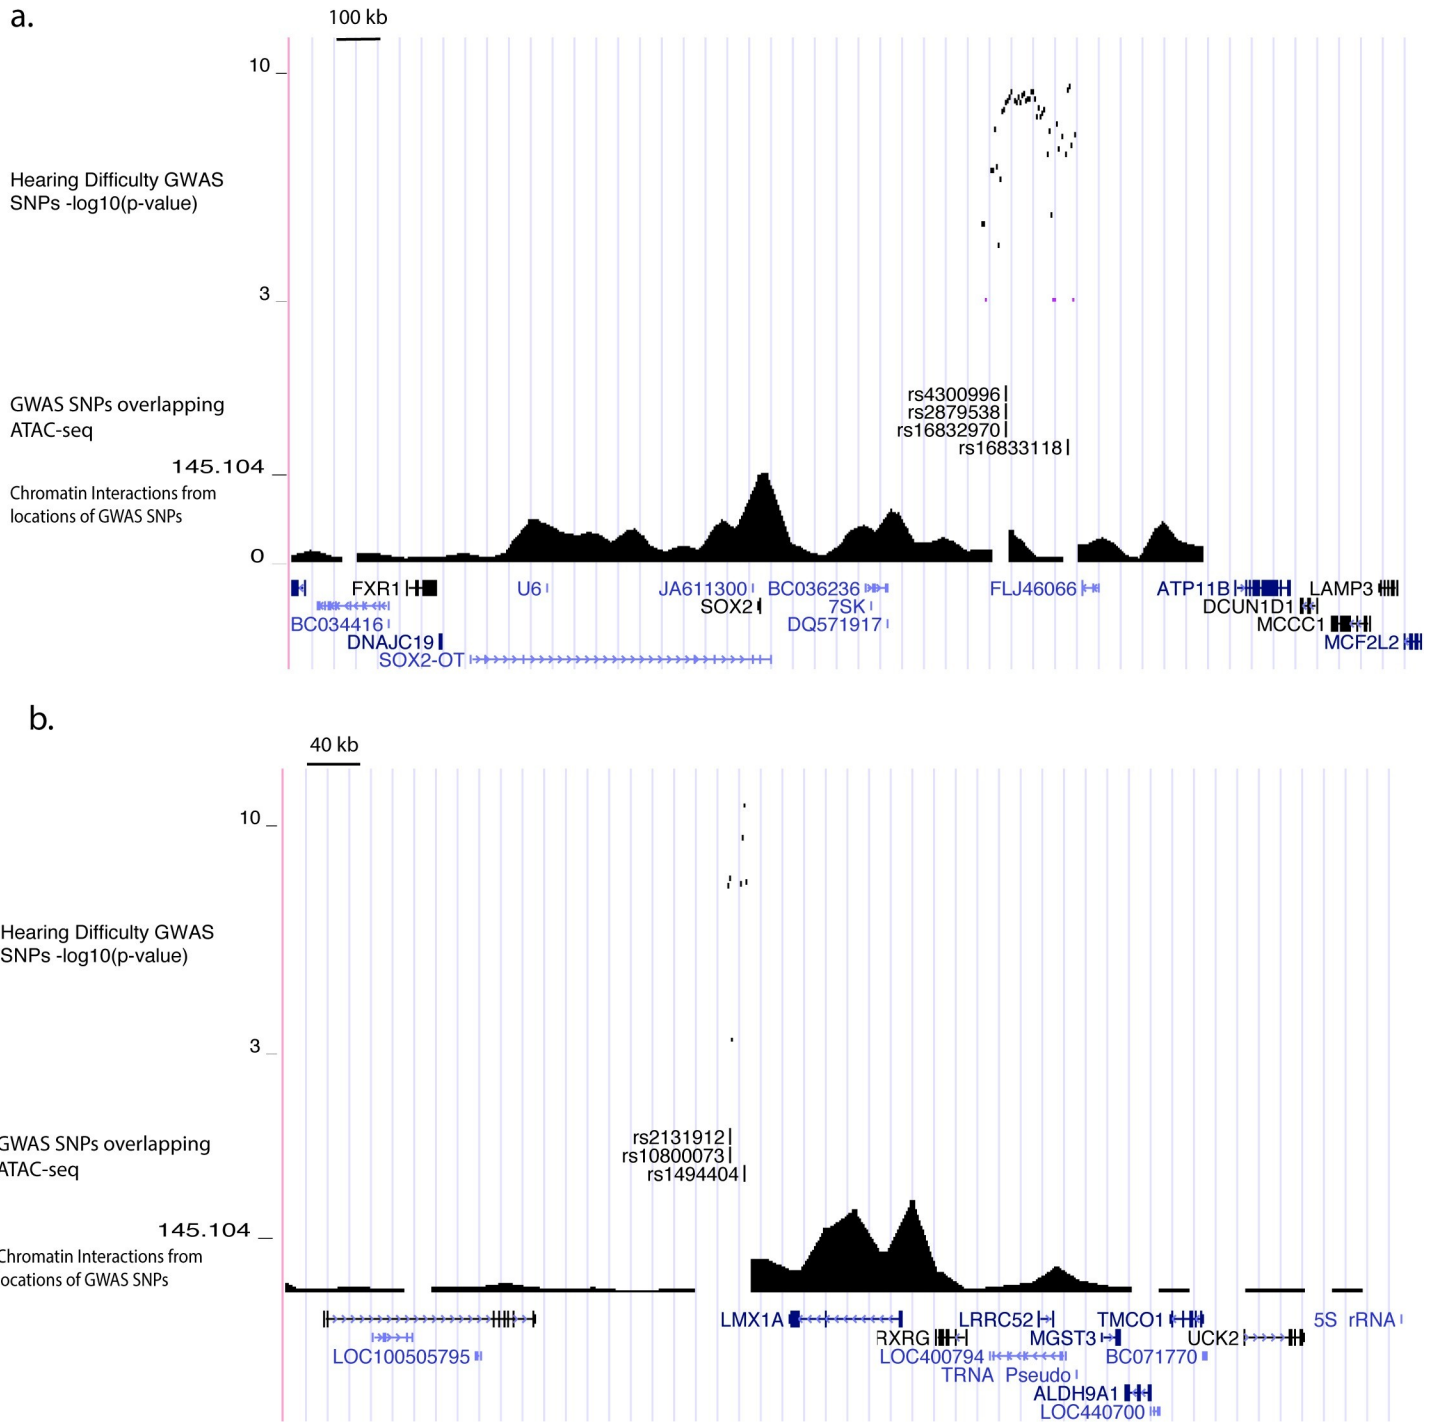 a.
100 kb
10
Hearing Difficulty GWAS
SNPs -log10(p-value)
3
rs4300996
GWAS SNPs overlapping
rs2879538
ATAC-seq
rs16832970
rs16833118
145.104
Chromatin Interactions from
locations of GWAS SNPs
0
FXR1 U6 JA611300 BC036236 FLJ46066 ATP11B LAMP3
SOX2 7SK DCUN1D1
BC034416 DQ571917 MCCC1
DNAJC19 MCF2L2
SOX2-OT
b.
40 kb
10
Hearing Difficulty GWAS
SNPs -log10(p-value)
3
rs2131912
GWAS SNPs overlapping
rs10800073
ATAC-seq
rs1494404
145.104
Chromatin Interactions from
ocations of GWAS SNPs
LMX1A LRRC52 TMCO1 5S rRNA
RXRG MGST3 UCK2
LOC100505795 LOC400794 BC071770
TRNA Pseudo
ALDH9A1
LOC440700